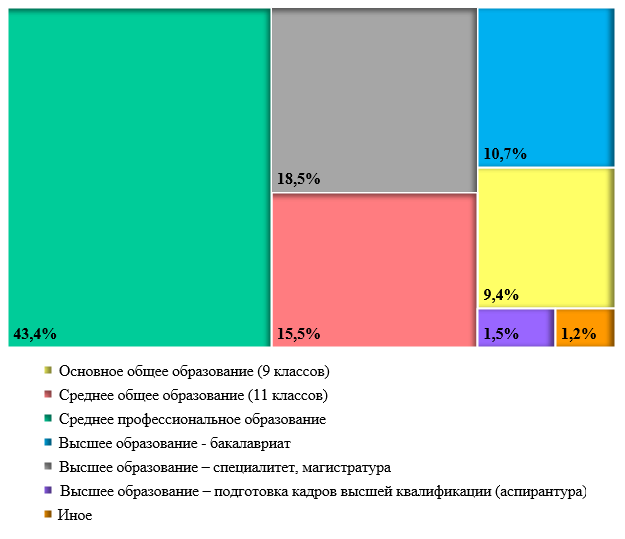 10,7%
18,5%
9,4%
43,4%
15,5%
1,5%
1,2%
Основное общее образование (9 классов)
Среднее общее образование (11 классов)
Среднее профессиональное образование
Высшее образование - бакалавриат
Высшее образование – специалитет, магистратура
Высшее образование – подготовка кадров высшей квалификации (аспирантура)
Иное